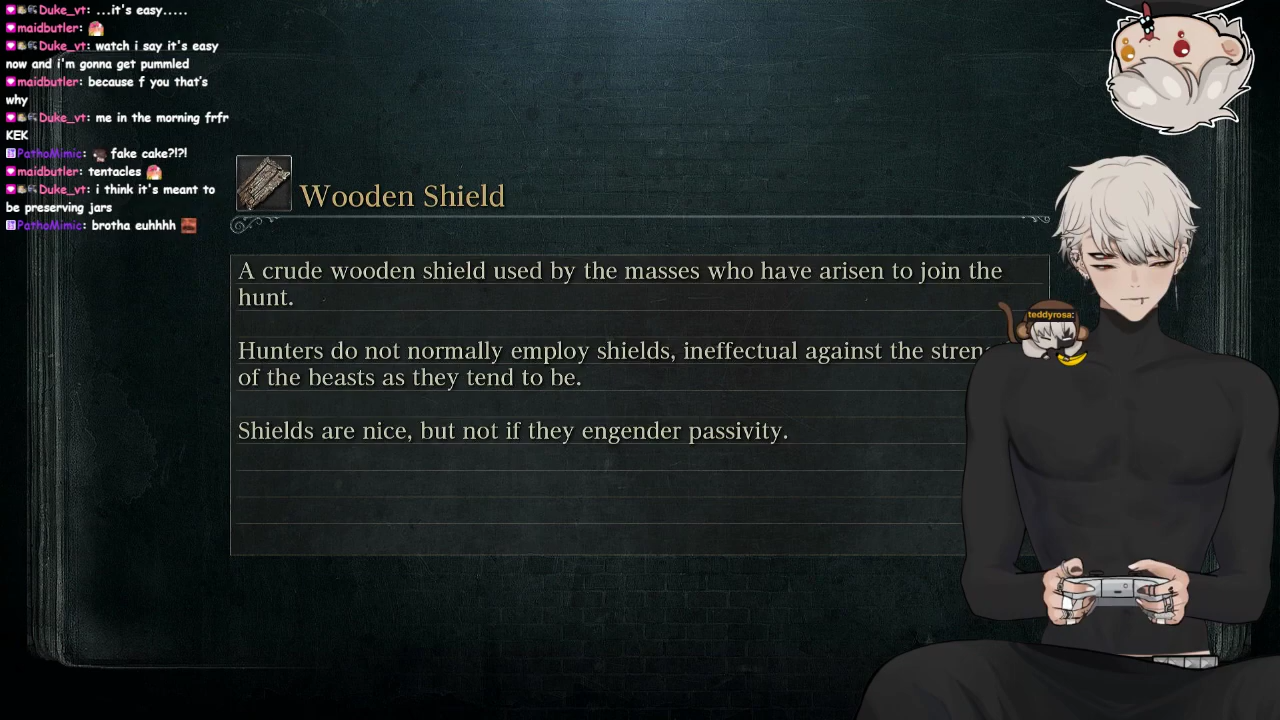 Duke_vt: ...it's easy.....
maidbutler:
Duke_vt: watch i say it's easy
now and i'm gonna get pummled
maidbutler: because f you that's
why
Duke_vt: me in the morning frfr
KEK
PathoMimic: fake cake?!?!
maidbutler: tentacles
Duke_vt: i think it's meant to
be preserving jars
PathoMimic: brotha euhhhh
Wooden Shield
A crude wooden shield used by the masses who have arisen to join the
hunt.
Hunters do not normally employ shields, ineffectual against the
of the beasts as they tend to be.
Shields are nice, but not if they engender passivity.
teddyrosa: